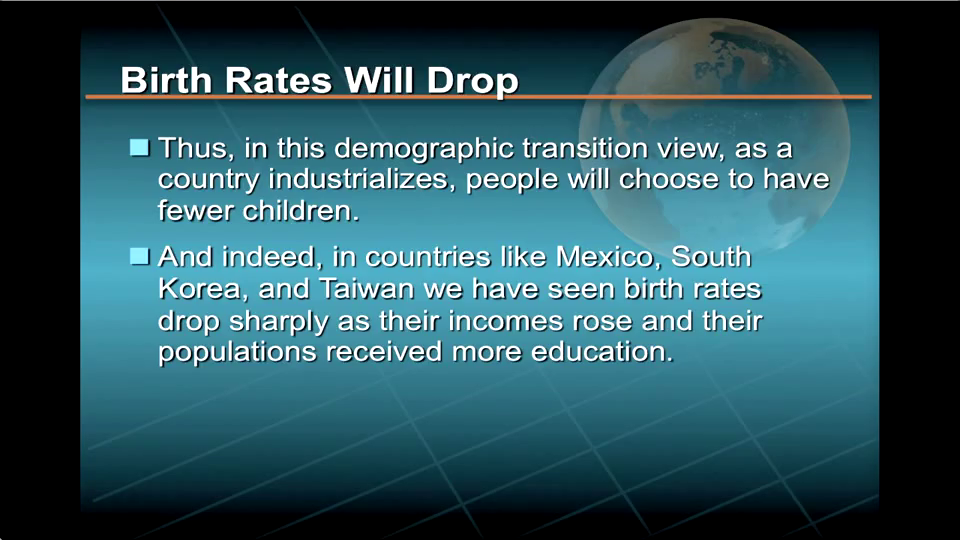 Birth Rates Will Drop
Thus, in this demographic transition view, as a
country industrializes, people will choose to have
fewer children.
And indeed, in countries like Mexico, South
Korea, and Taiwan we have seen birth rates
drop sharply as their incomes rose and their
populations received more education.